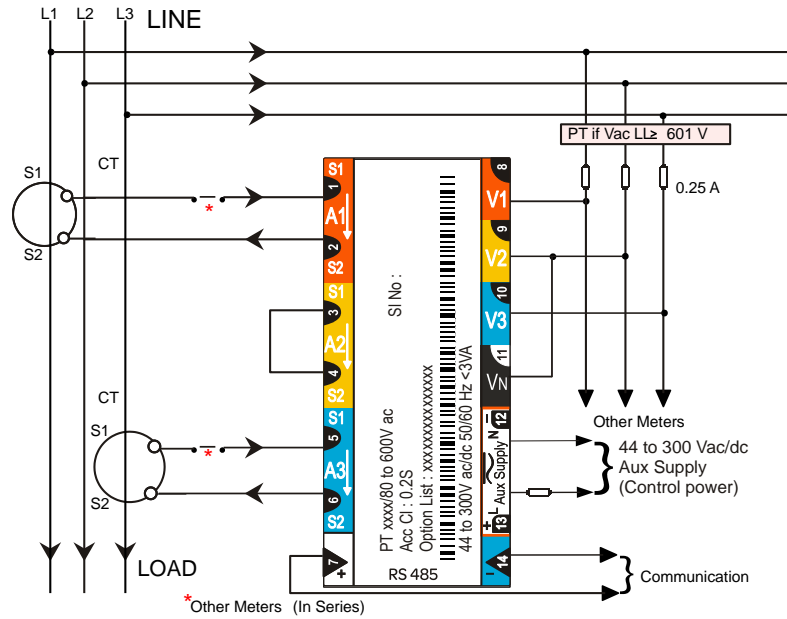 L1 L2 L3 LINE
PT if Vac LL≥ 601 V
0.25 A
CT
S1
S2
CT
S1
S2
LOAD
S1
1
A1
2
S2
S1
3
A2
4
S2
S1
5
A3
6
S2
7
+
SI No :
PT xxxx/80 to 600V ac
Acc Cl : 0.2S
Option List : xxxxxxxxxxxxxxxx
44 to 300V ac/dc 50/60 Hz <3VA
RS 485
8
V1
9
V2
10
V3
11
VN
12
– N
Aux Supply
L +
13
14
–
Other Meters
44 to 300 Vac/dc
Aux Supply
(Control power)
Communication
*
*
*Other Meters (In Series)